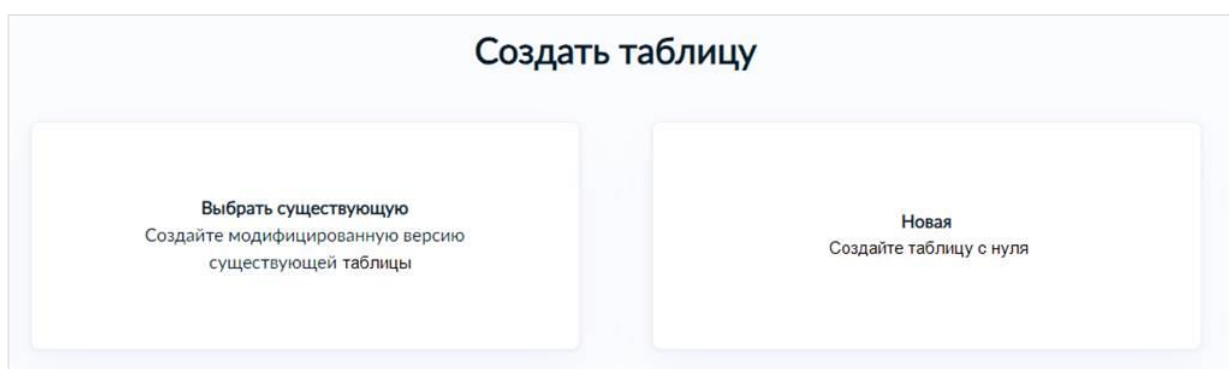 Создать таблицу
Выбрать существующую
Создайте модифицированную версию
существующей таблицы
Новая
Создайте таблицу с нуля